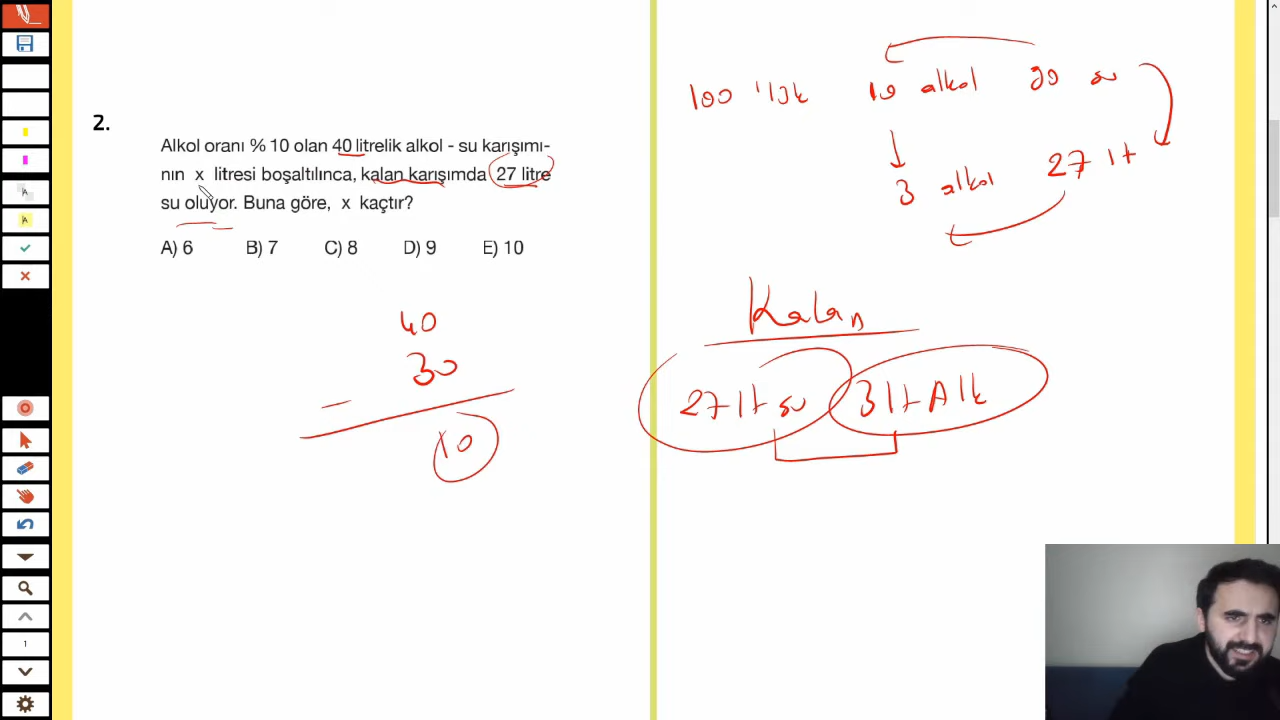 2.
Alkol oranı % 10 olan 40 litrelik alkol - su karışımı-
nın x litresi boşaltılınca, kalan karışımda 27 litre
su oluyor. Buna göre, x kaçtır?
A) 6 B) 7 C) 8 D) 9 E) 10
40
30
10
100 'lük 10 alkol 90 su
3 alkol 27 lt
Kalan
27 lt su 3 lt Alk
A
A
1